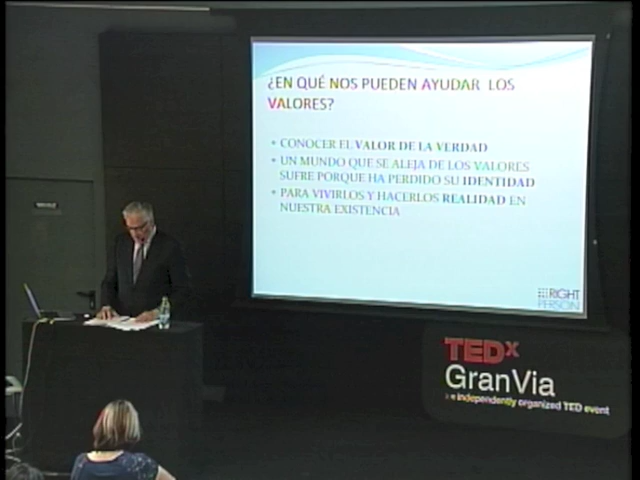 ¿EN QUÉ NOS PUEDEN AYUDAR LOS
VALORES?
• CONOCER EL VALOR DE LA VERDAD
• UN MUNDO QUE SE ALEJA DE LOS VALORES
SUFRE PORQUE HA PERDIDO SU IDENTIDAD
• PARA VIVIRLOS Y HACERLOS REALIDAD EN
NUESTRA EXISTENCIA
RIGHT
PERSON
TEDx
GranVia
independently organized TED event